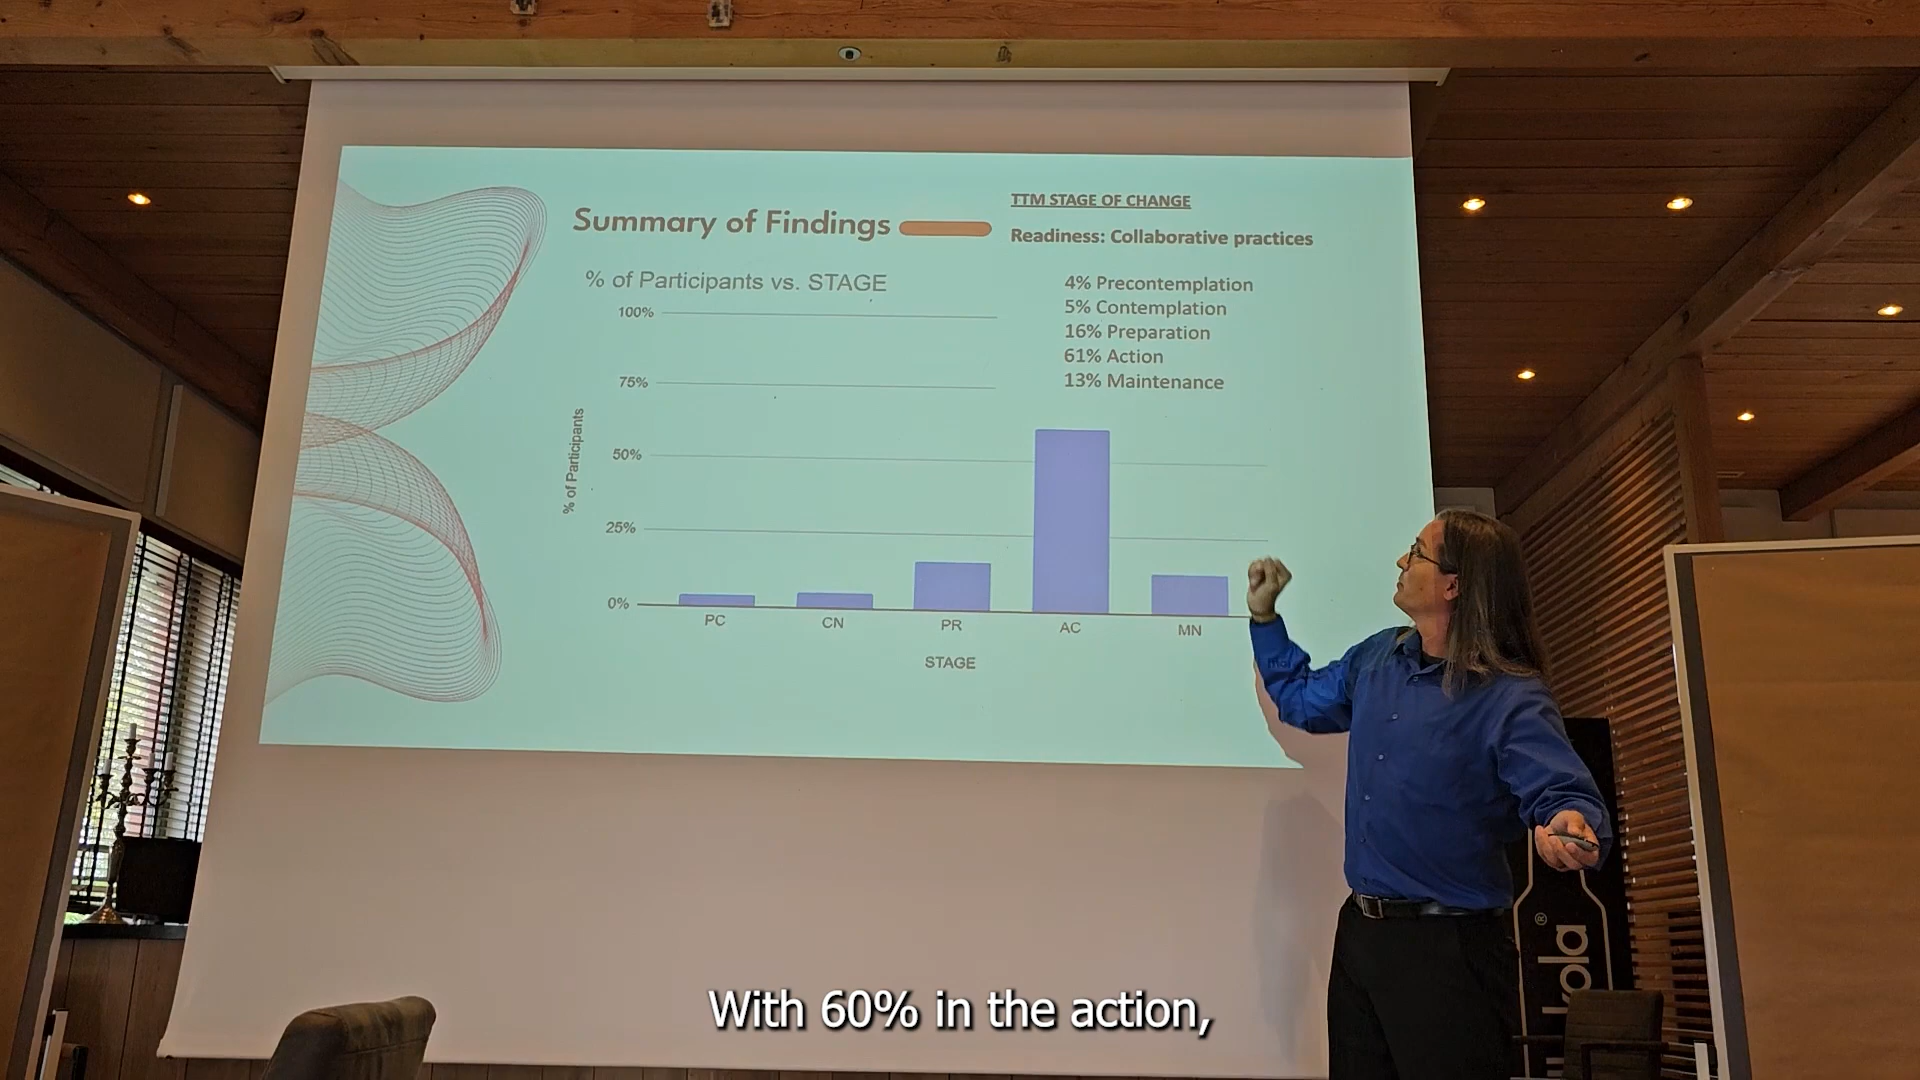 Summary of Findings
TTM STAGE OF CHANGE
Readiness: Collaborative practices
4% Precontemplation
5% Contemplation
16% Preparation
61% Action
13% Maintenance
% of Participants vs. STAGE
100%
75%
50%
25%
0%
% of Participants
PC
CN
PR
AC
MN
STAGE
kola®
With 60% in the action,